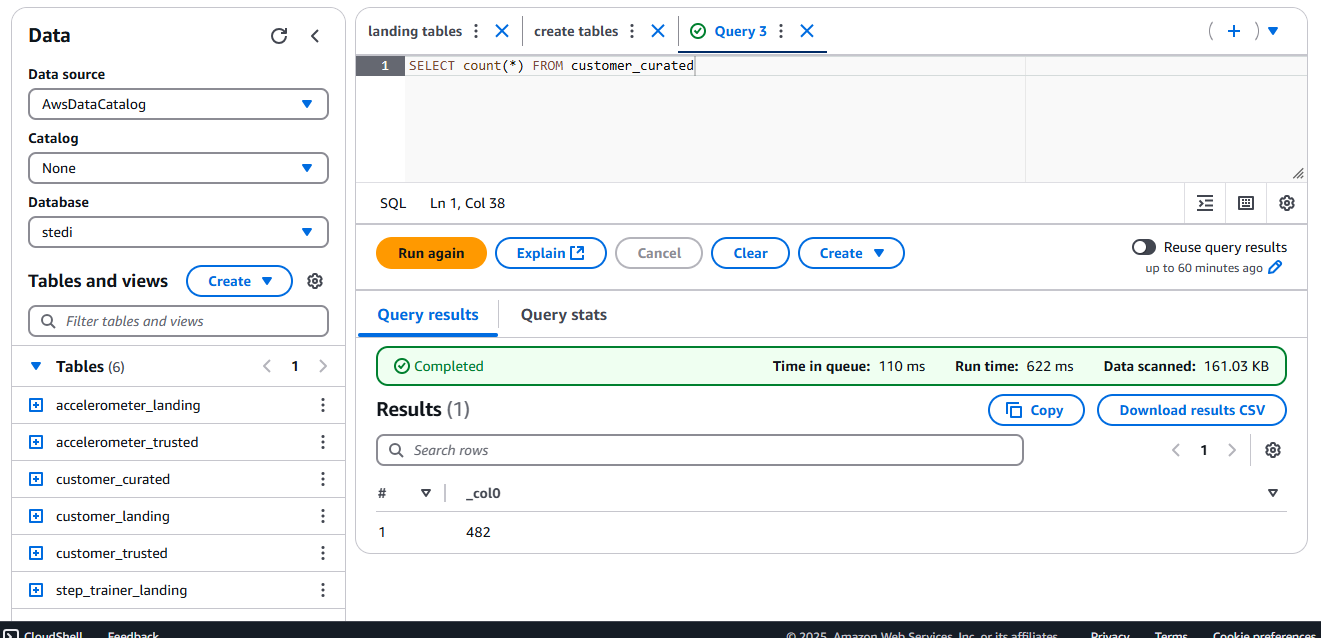 Data
Data source
AwsDataCatalog
Catalog
None
Database
stedi
Tables and views
Create
Filter tables and views
Tables (6)
1
accelerometer_landing
accelerometer_trusted
customer_curated
customer_landing
customer_trusted
step_trainer_landing
landing tables
create tables
Query 3
1 SELECT count(*) FROM customer_curated
SQL Ln 1, Col 38
Run again
Explain
Cancel
Clear
Create
Reuse query results
up to 60 minutes ago
Query results
Query stats
Completed
Time in queue: 110 ms
Run time: 622 ms
Data scanned: 161.03 KB
Results (1)
Copy
Download results CSV
Search rows
1
# _col0
1 482
CloudShell Feedback © 2025, Amazon Web Services, Inc. or its affiliates. Privacy Terms Cookie preferences